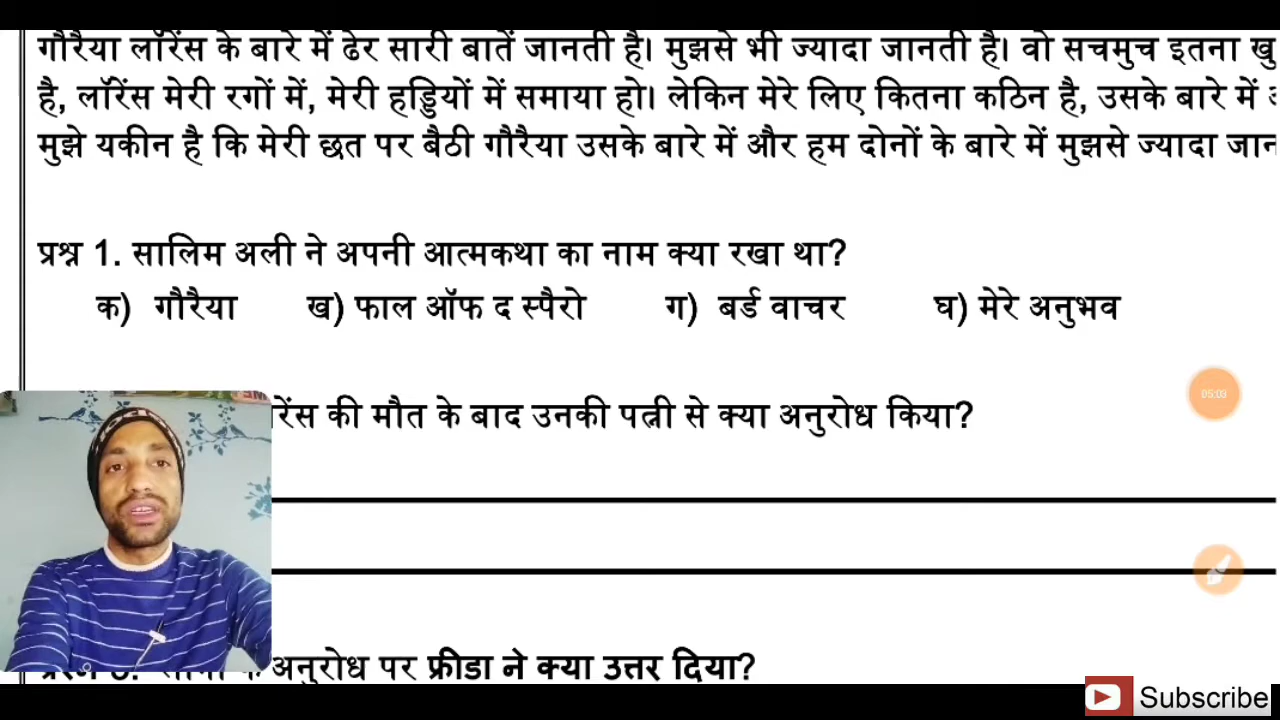 गौरैया लॉरेंस के बारे में ढेर सारी बातें जानती है। मुझसे भी ज्यादा जानती है। वो सचमुच इतना खु
है, लॉरेंस मेरी रगों में, मेरी हड्डियों में समाया हो। लेकिन मेरे लिए कितना कठिन है, उसके बारे में
मुझे यकीन है कि मेरी छत पर बैठी गौरैया उसके बारे में और हम दोनों के बारे में मुझसे ज्यादा जान
प्रश्न 1. सालिम अली ने अपनी आत्मकथा का नाम क्या रखा था?
क) गौरैया ख) फाल ऑफ द स्पैरो ग) बर्ड वाचर घ) मेरे अनुभव
05:03
रेंस की मौत के बाद उनकी पत्नी से क्या अनुरोध किया?
अनुरोध पर फ्रीडा ने क्या उत्तर दिया?
Subscribe